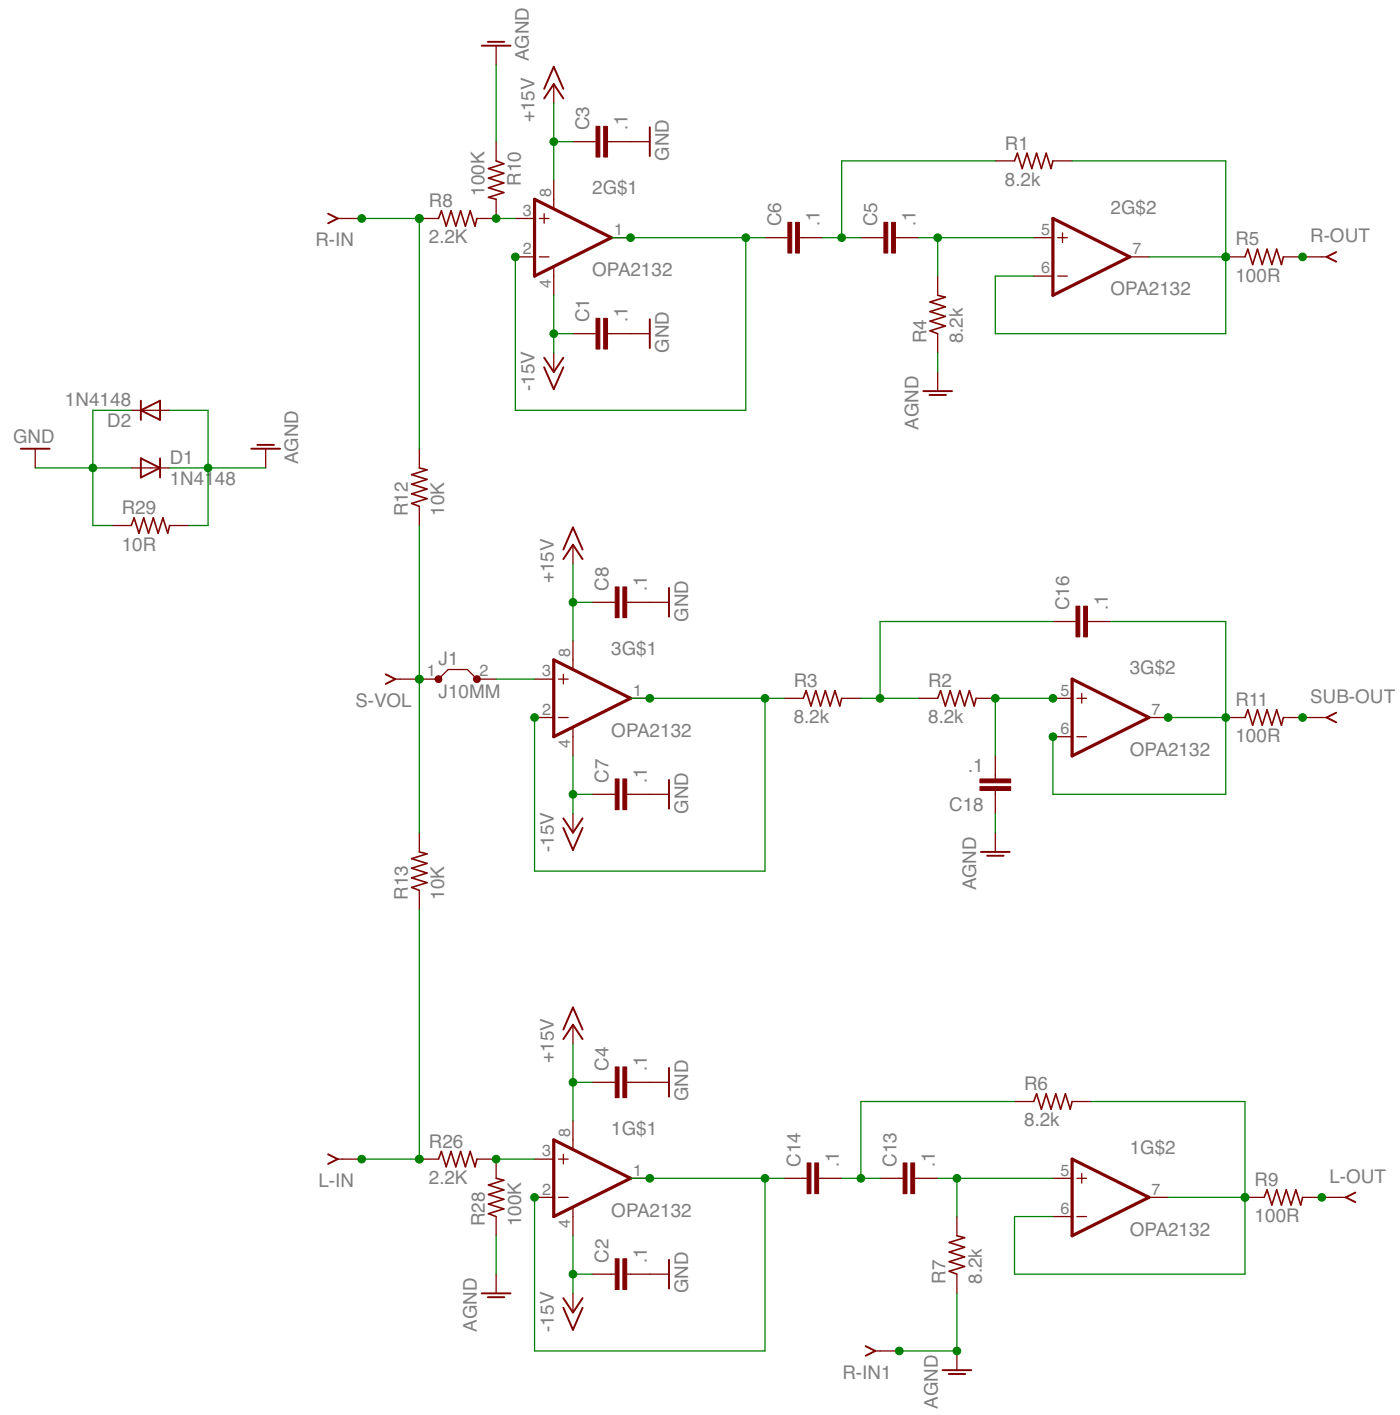 AGND
+15V
C3
.1
GND
100K
R10
R8
2.2K
R-IN
8
3
2
1
4
2G$1
OPA2132
C1
.1
GND
-15V
C6
.1
C5
.1
R1
8.2k
R4
8.2k
AGND
2G$2
5
6
7
OPA2132
R5
100R
R-OUT
1N4148
D2
GND
D1
1N4148
AGND
R29
10R
R12
10K
+15V
C8
.1
GND
3G$1
S-VOL
1
J1
2
J10MM
8
3
2
1
4
OPA2132
C7
.1
GND
-15V
R3
8.2k
R2
8.2k
C16
.1
.1
C18
AGND
3G$2
5
6
7
OPA2132
R11
100R
SUB-OUT
R13
10K
+15V
C4
.1
GND
1G$1
L-IN
R26
2.2K
R28
100K
AGND
8
3
2
1
4
OPA2132
C2
.1
GND
-15V
C14
.1
C13
.1
R6
8.2k
R7
8.2k
1G$2
5
6
7
OPA2132
R9
100R
L-OUT
R-IN1
AGND